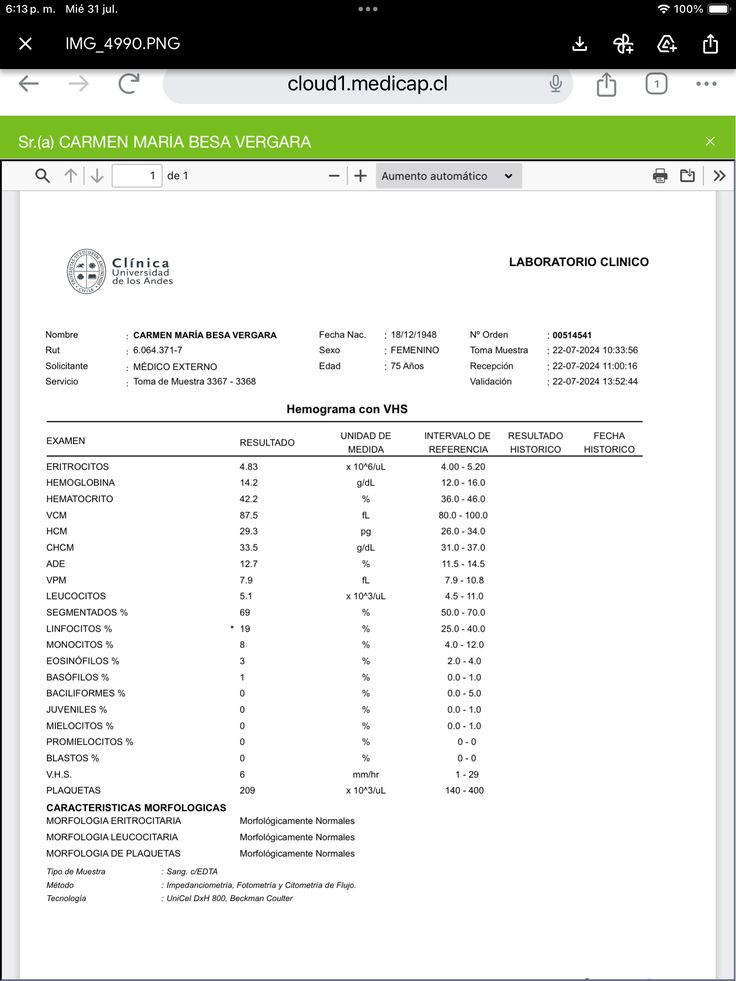 6:13 p. m. Mié 31 jul.
100%
IMG_4990.PNG
cloud1.medicap.cl
1
Sr.(a) CARMEN MARÍA BESA VERGARA
1 de 1
Aumento automático
Clínica
Universidad
de los Andes
LABORATORIO CLINICO
Nombre : CARMEN MARÍA BESA VERGARA Fecha Nac. : 18/12/1948 Nº Orden : 00514541
Rut : 6.064.371-7 Sexo : FEMENINO Toma Muestra : 22-07-2024 10:33:56
Solicitante : MÉDICO EXTERNO Edad : 75 Años Recepción : 22-07-2024 11:00:16
Servicio : Toma de Muestra 3367 - 3368 Validación : 22-07-2024 13:52:44
Hemograma con VHS
EXAMEN RESULTADO UNIDAD DE MEDIDA INTERVALO DE REFERENCIA RESULTADO HISTORICO FECHA HISTORICO
ERITROCITOS 4.83 x 10^6/uL 4.00 - 5.20
HEMOGLOBINA 14.2 g/dL 12.0 - 16.0
HEMATOCRITO 42.2 % 36.0 - 46.0
VCM 87.5 fL 80.0 - 100.0
HCM 29.3 pg 26.0 - 34.0
CHCM 33.5 g/dL 31.0 - 37.0
ADE 12.7 % 11.5 - 14.5
VPM 7.9 fL 7.9 - 10.8
LEUCOCITOS 5.1 x 10^3/uL 4.5 - 11.0
SEGMENTADOS % 69 % 50.0 - 70.0
LINFOCITOS % * 19 % 25.0 - 40.0
MONOCITOS % 8 % 4.0 - 12.0
EOSINÓFILOS % 3 % 2.0 - 4.0
BASÓFILOS % 1 % 0.0 - 1.0
BACILIFORMES % 0 % 0.0 - 5.0
JUVENILES % 0 % 0.0 - 1.0
MIELOCITOS % 0 % 0.0 - 1.0
PROMIELOCITOS % 0 % 0 - 0
BLASTOS % 0 % 0 - 0
V.H.S. 6 mm/hr 1 - 29
PLAQUETAS 209 x 10^3/uL 140 - 400
CARACTERISTICAS MORFOLOGICAS
MORFOLOGIA ERITROCITARIA Morfológicamente Normales
MORFOLOGIA LEUCOCITARIA Morfológicamente Normales
MORFOLOGIA DE PLAQUETAS Morfológicamente Normales
Tipo de Muestra : Sang. c/EDTA
Método : Impedanciometría, Fotometría y Citometría de Flujo.
Tecnología : UniCel DxH 800, Beckman Coulter